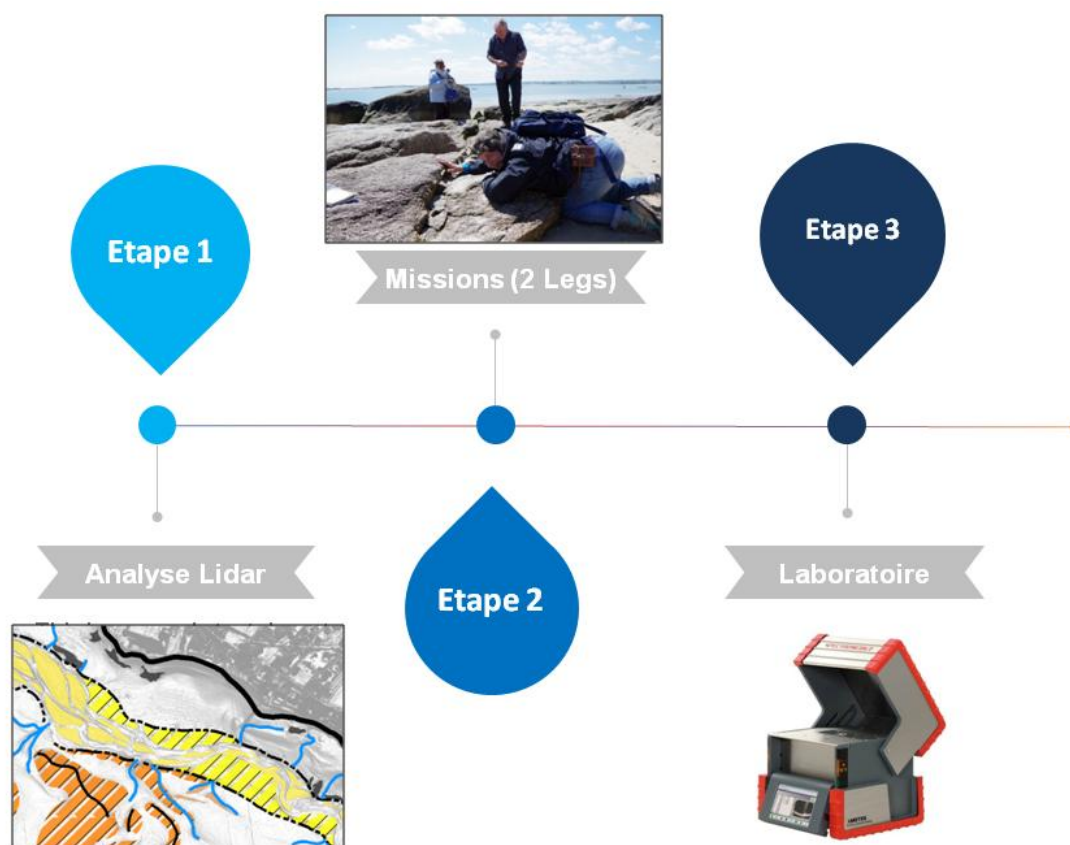 Etape 1
Missions (2 Legs)
Etape 3
Analyse Lidar
Etape 2
Laboratoire